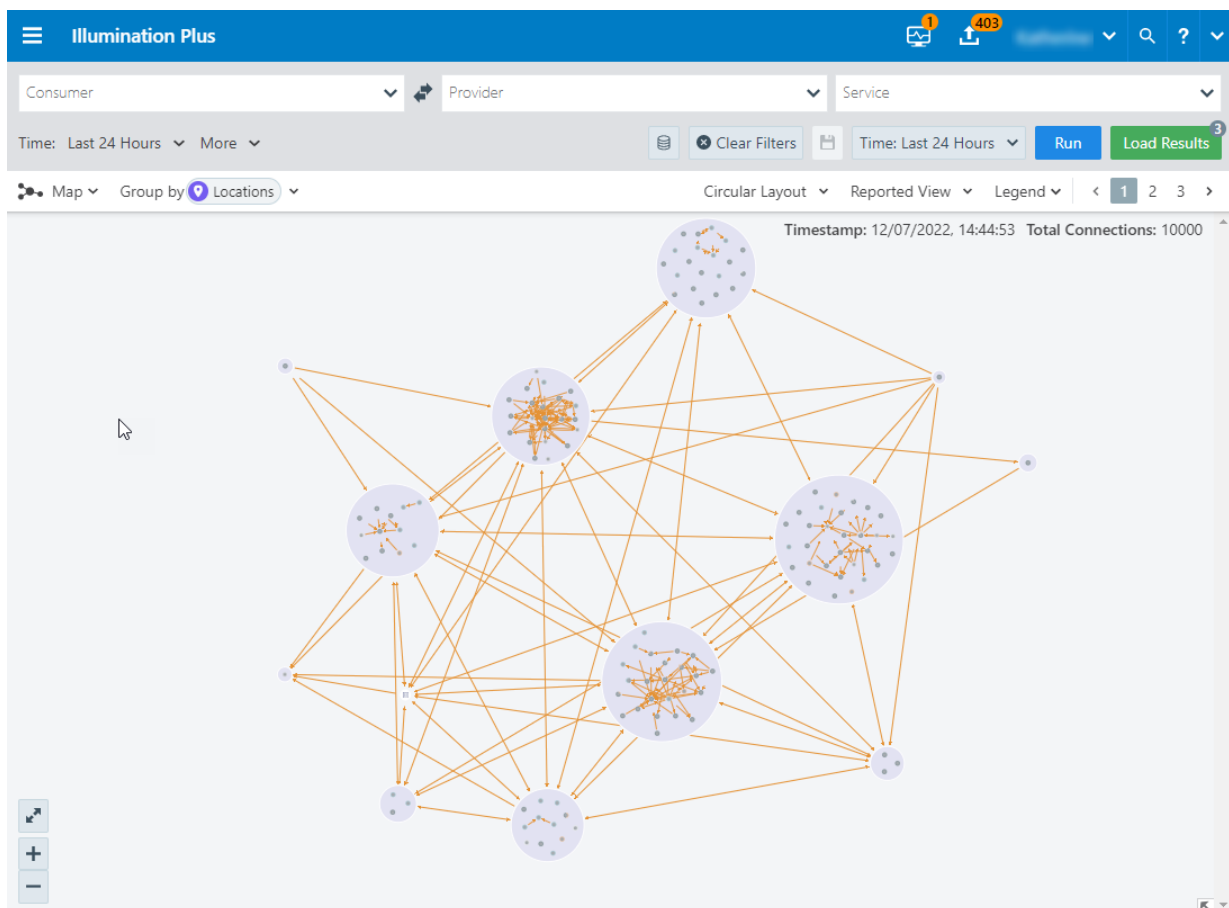 Illumination Plus
1
403
?
Consumer
Provider
Service
Time: Last 24 Hours
More
Clear Filters
Time: Last 24 Hours
Run
Load Results
3
Map
Group by Locations
Circular Layout
Reported View
Legend
< 1 2 3 >
Timestamp: 12/07/2022, 14:44:53 Total Connections: 10000